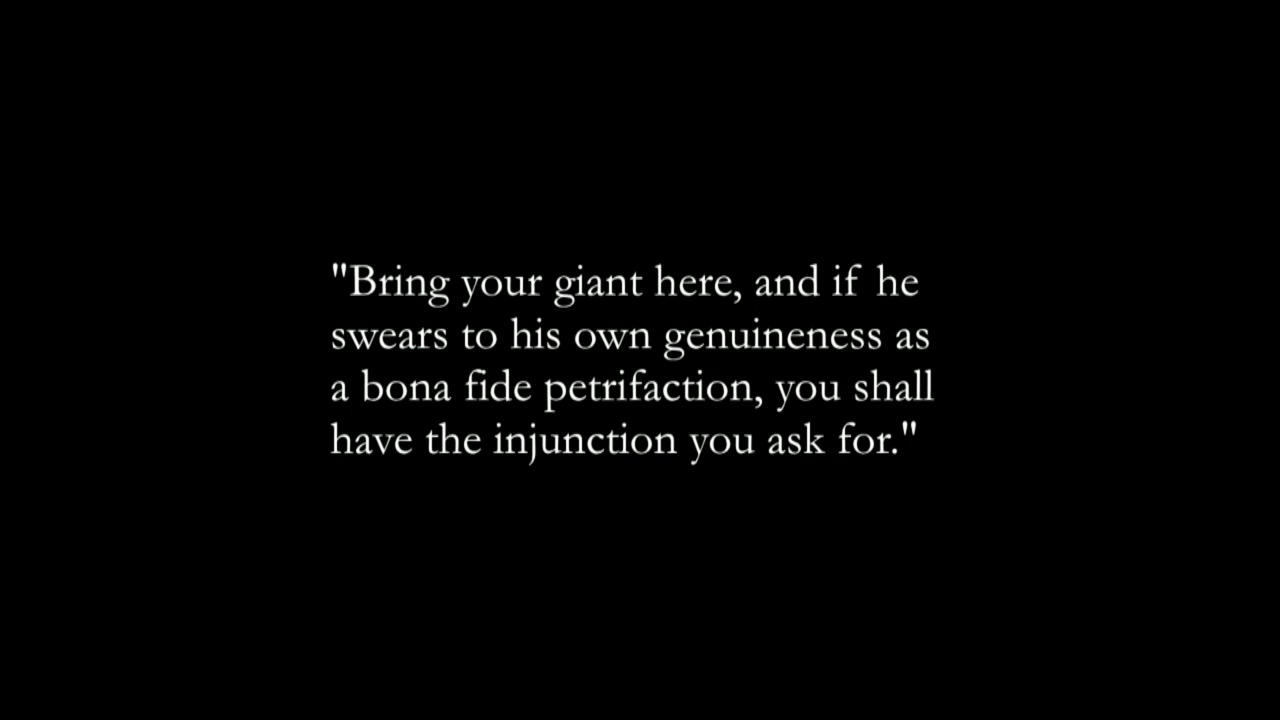 "Bring your giant here, and if he
swears to his own genuineness as
a bona fide petrifaction, you shall
have the injunction you ask for."